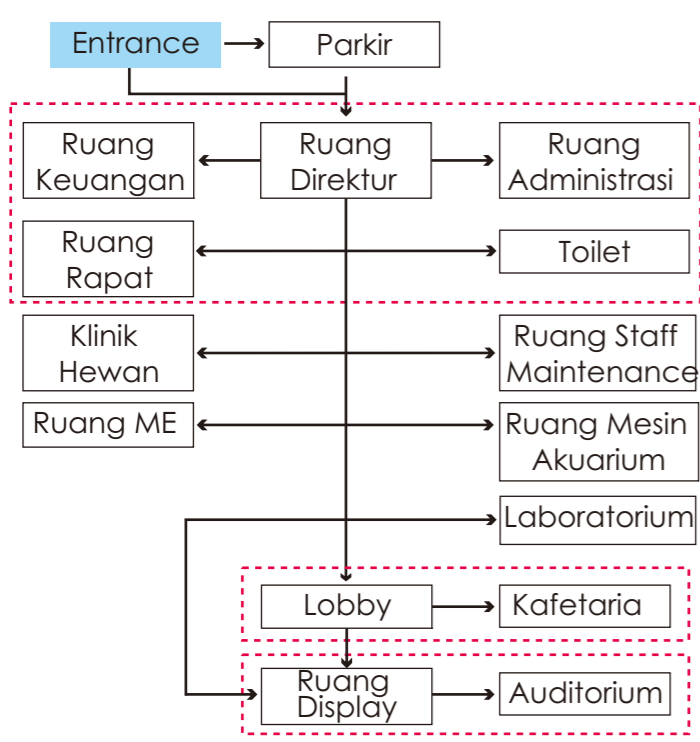 Entrance
Parkir
Ruang
Keuangan
Ruang
Direktur
Ruang
Administrasi
Ruang
Rapat
Toilet
Klinik
Hewan
Ruang Staff
Maintenance
Ruang ME
Ruang Mesin
Akuarium
Laboratorium
Lobby
Kafetaria
Ruang
Display
Auditorium